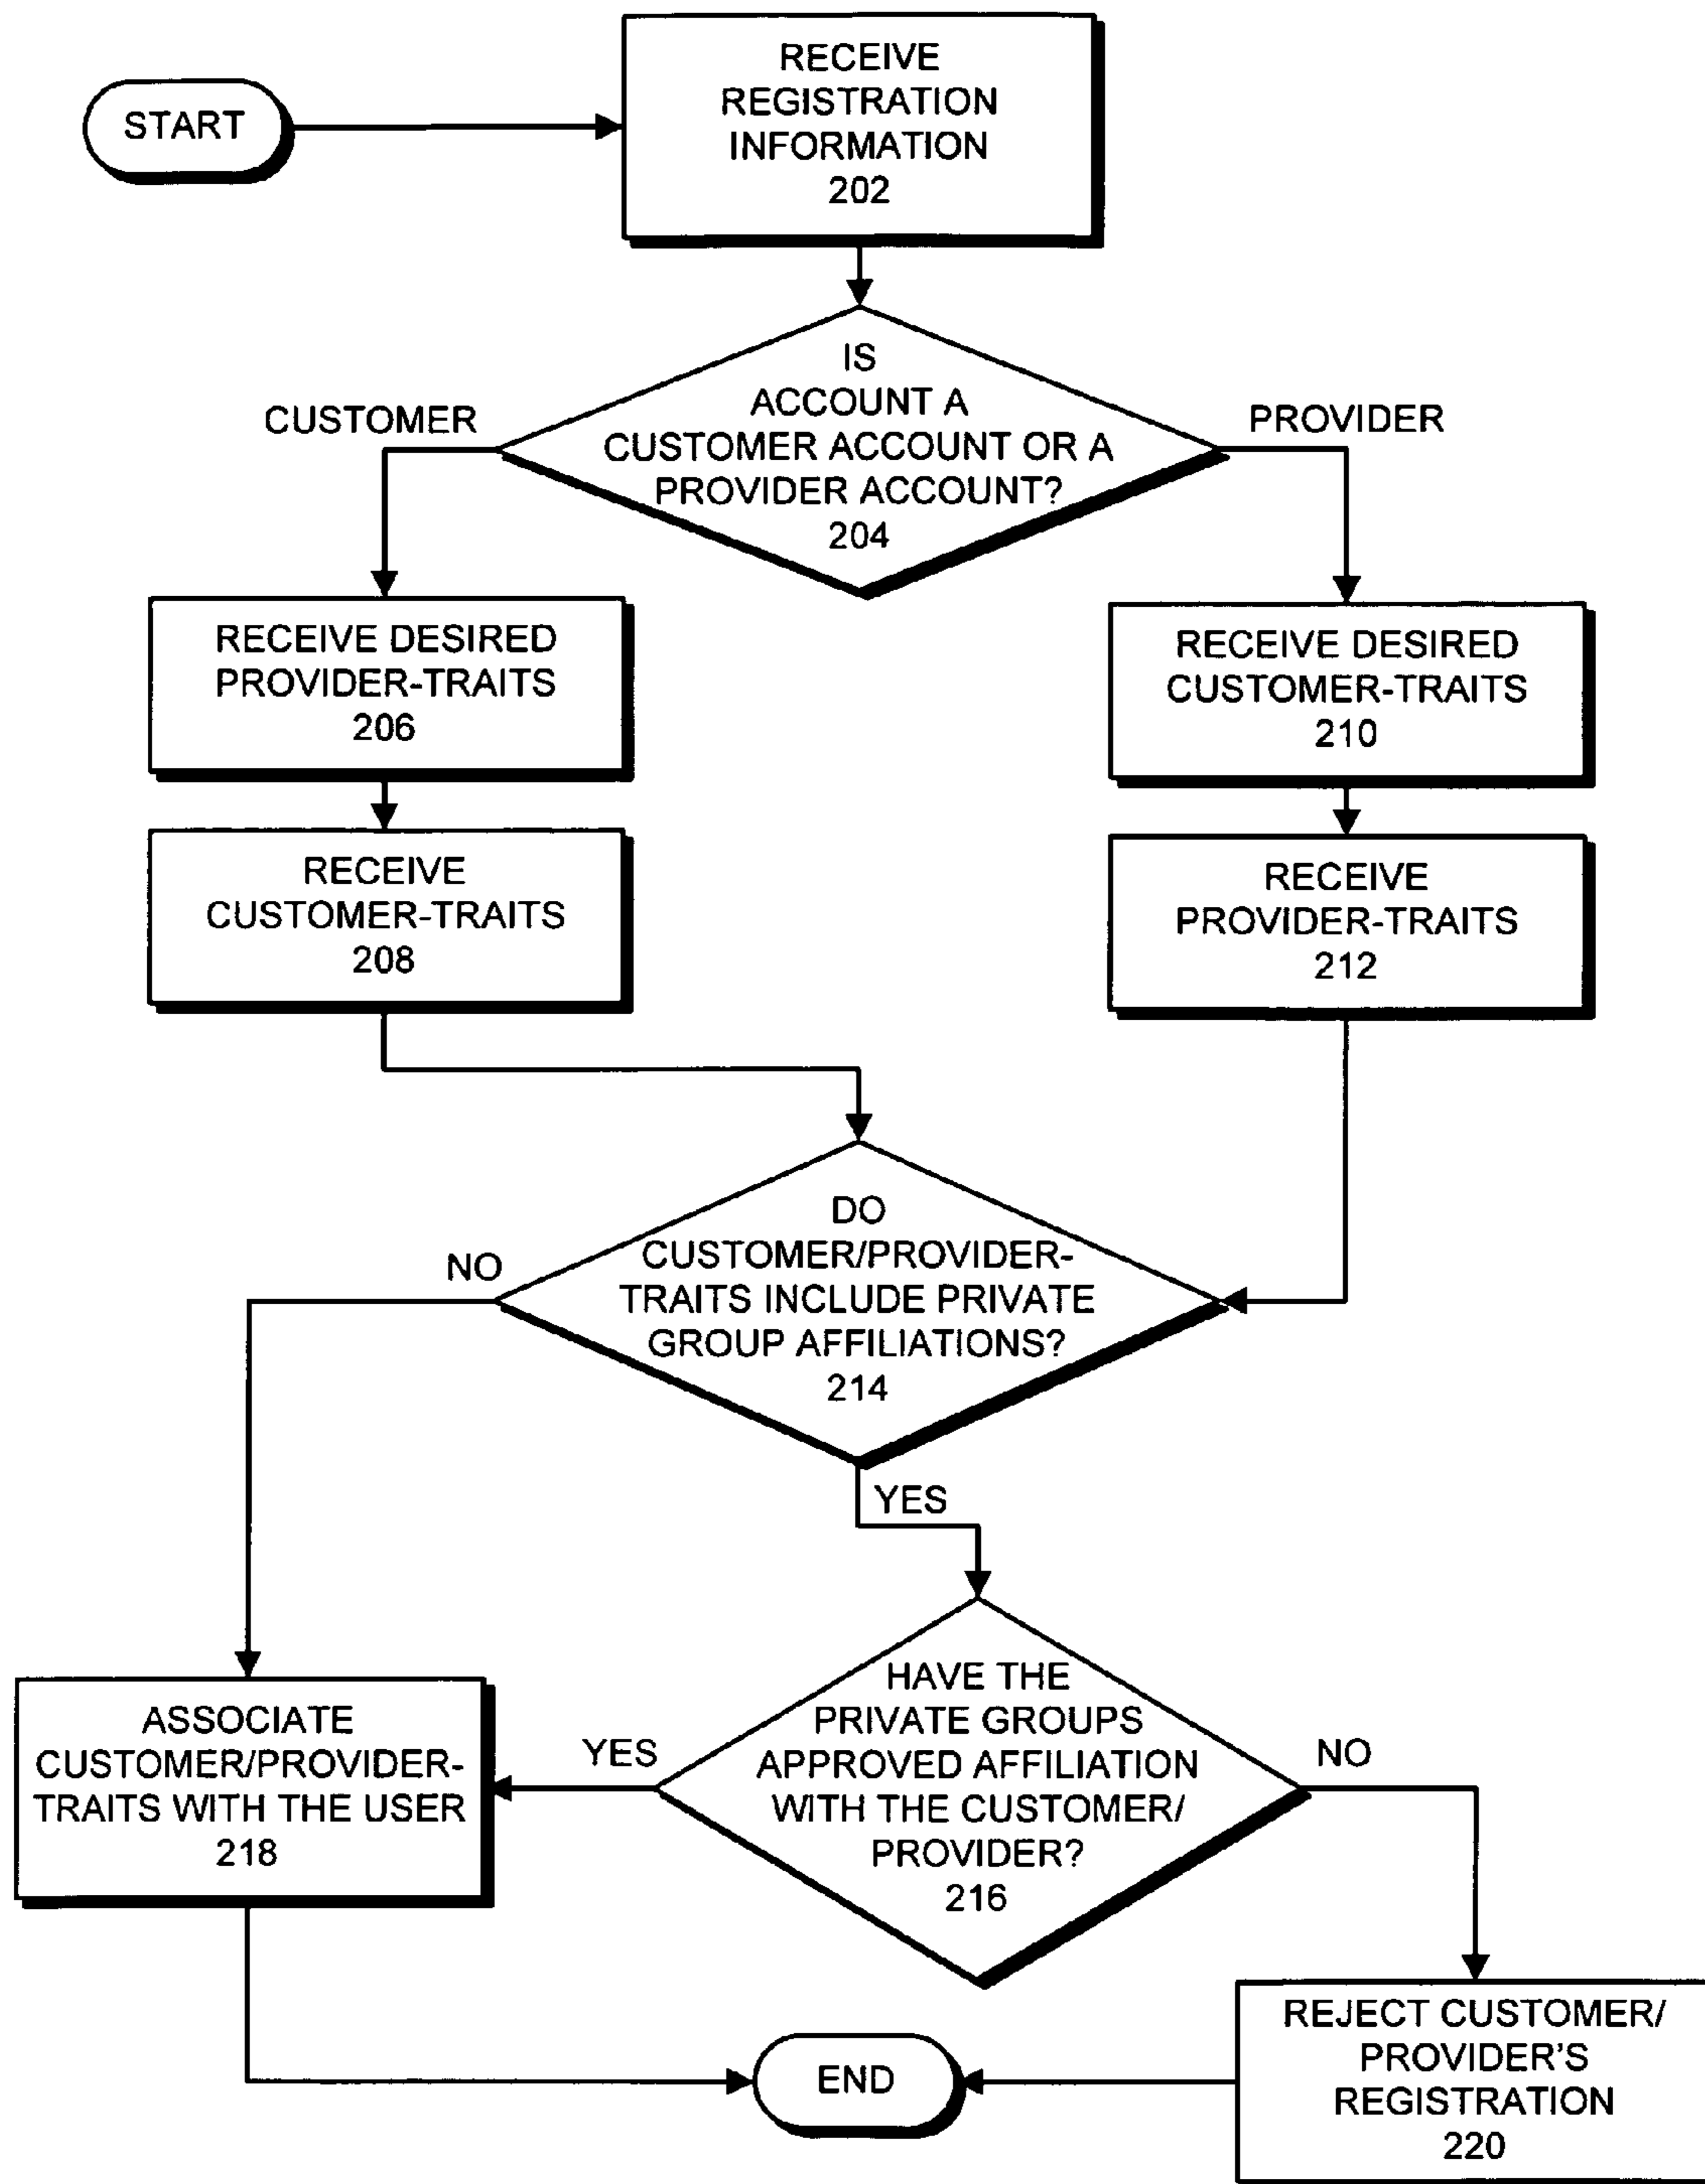 START
RECEIVE
REGISTRATION
INFORMATION
202
IS
ACCOUNT A
CUSTOMER ACCOUNT OR A
PROVIDER ACCOUNT?
204
CUSTOMER
PROVIDER
RECEIVE DESIRED
PROVIDER-TRAITS
206
RECEIVE DESIRED
CUSTOMER-TRAITS
210
RECEIVE
CUSTOMER-TRAITS
208
RECEIVE
PROVIDER-TRAITS
212
DO
CUSTOMER/PROVIDER-
TRAITS INCLUDE PRIVATE
GROUP AFFILIATIONS?
214
NO
YES
HAVE THE
PRIVATE GROUPS
APPROVED AFFILIATION
WITH THE CUSTOMER/
PROVIDER?
216
YES
NO
ASSOCIATE
CUSTOMER/PROVIDER-
TRAITS WITH THE USER
218
REJECT CUSTOMER/
PROVIDER'S
REGISTRATION
220
END